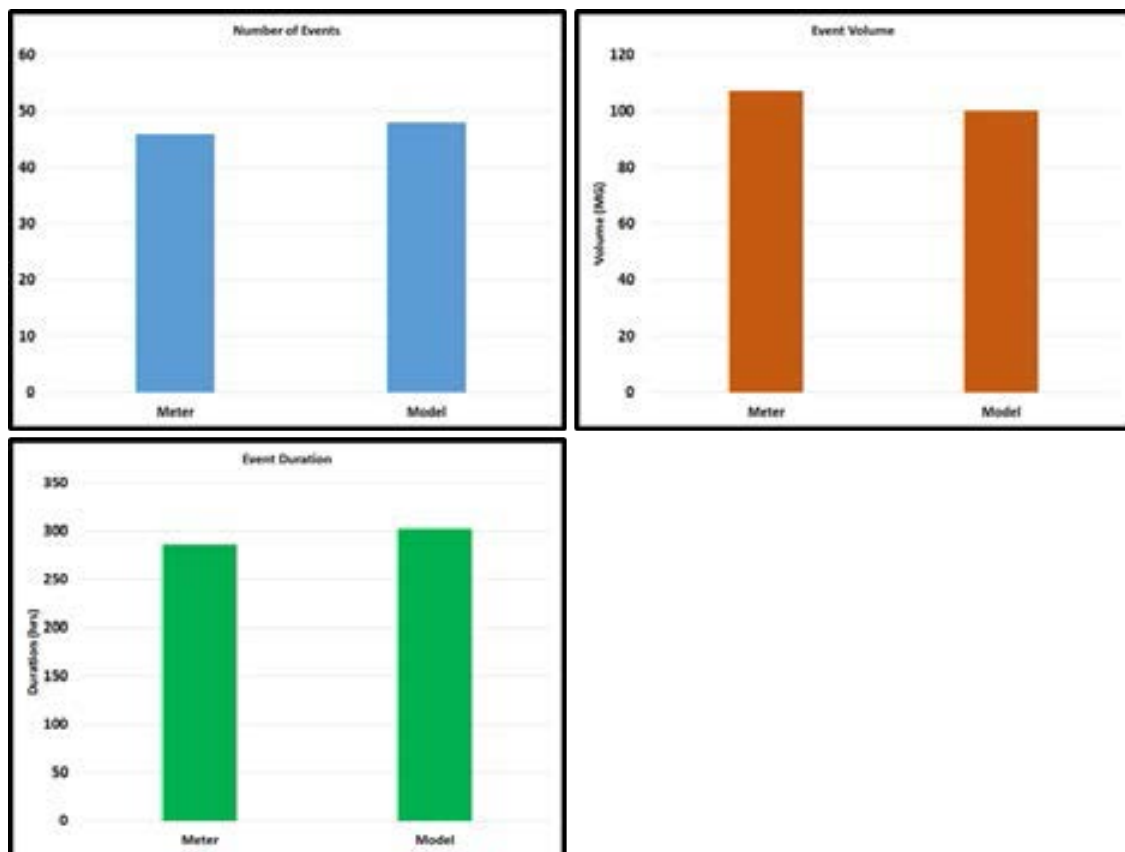 Number of Events
60
50
40
30
20
10
0
Meter Model
Event Volume
Volume (MG)
120
100
80
60
40
20
0
Meter Model
Event Duration
Duration (hrs)
350
300
250
200
150
100
50
0
Meter Model